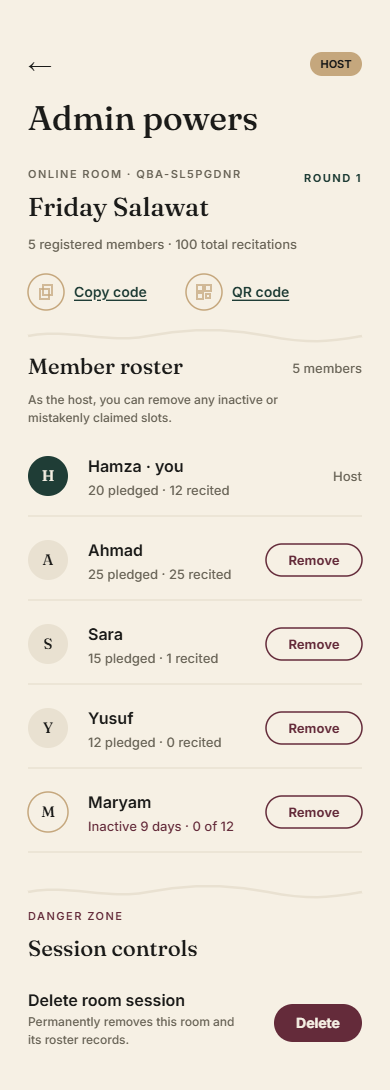 ←
HOST
Admin powers
ONLINE ROOM · QBA-SL5PGDNR
ROUND 1
Friday Salawat
5 registered members · 100 total recitations
Copy code
QR code
Member roster
5 members
As the host, you can remove any inactive or
mistakenly claimed slots.
H
Hamza · you
20 pledged · 12 recited
Host
A
Ahmad
25 pledged · 25 recited
Remove
S
Sara
15 pledged · 1 recited
Remove
Y
Yusuf
12 pledged · 0 recited
Remove
M
Maryam
Inactive 9 days · 0 of 12
Remove
DANGER ZONE
Session controls
Delete room session
Permanently removes this room and
its roster records.
Delete